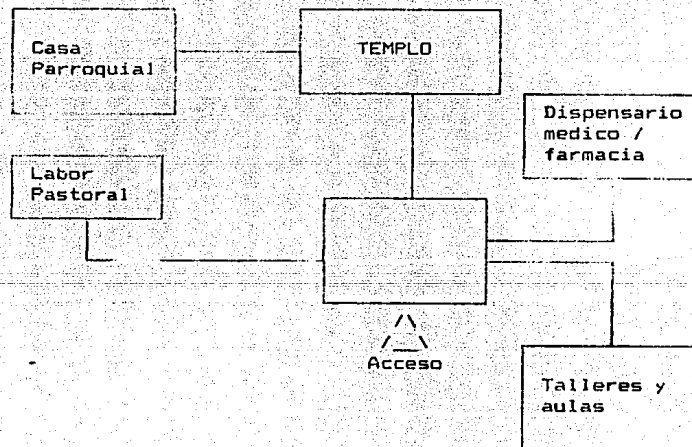 Casa
Parroquial
TEMPLO
Dispensario
medico /
farmacia
Labor
Pastoral
Acceso
Talleres y
aulas